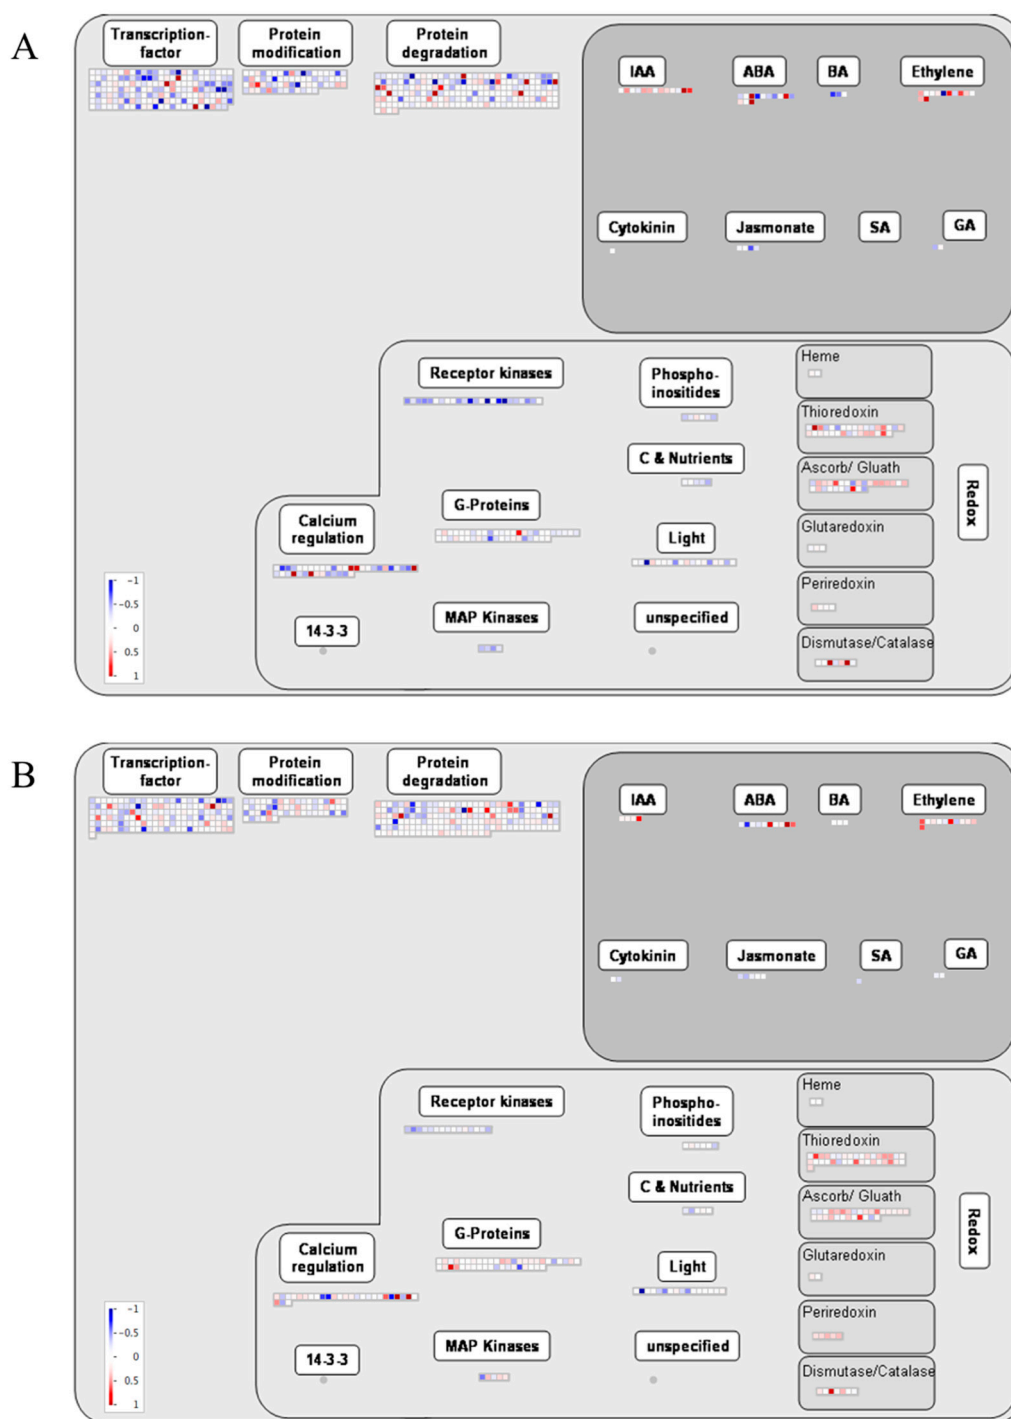 A
Transcription-
factor
Protein
modification
Protein
degradation
IAA
ABA
BA
Ethylene
Cytokinin
Jasmonate
SA
GA
Receptor kinases
Phospho-
inositides
C & Nutrients
G-Proteins
Calcium
regulation
Light
14-3-3
MAP Kinases
unspecified
Heme
Thioredoxin
Ascorb/ Gluath
Glutaredoxin
Periredoxin
Dismutase/Catalase
Redox
-1
-0.5
0
0.5
1
B
Transcription-
factor
Protein
modification
Protein
degradation
IAA
ABA
BA
Ethylene
Cytokinin
Jasmonate
SA
GA
Receptor kinases
Phospho-
inositides
C & Nutrients
G-Proteins
Calcium
regulation
Light
14-3-3
MAP Kinases
unspecified
Heme
Thioredoxin
Ascorb/ Gluath
Glutaredoxin
Periredoxin
Dismutase/Catalase
Redox
-1
-0.5
0
0.5
1